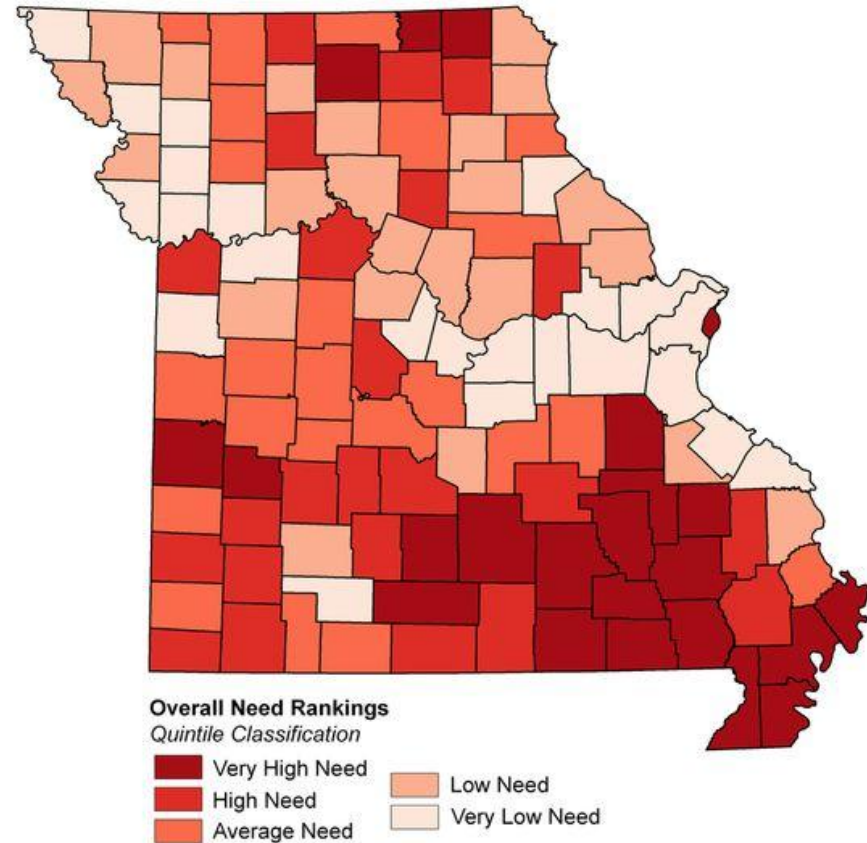 Overall Need Rankings
Quintile Classification
Very High Need
High Need
Average Need
Low Need
Very Low Need